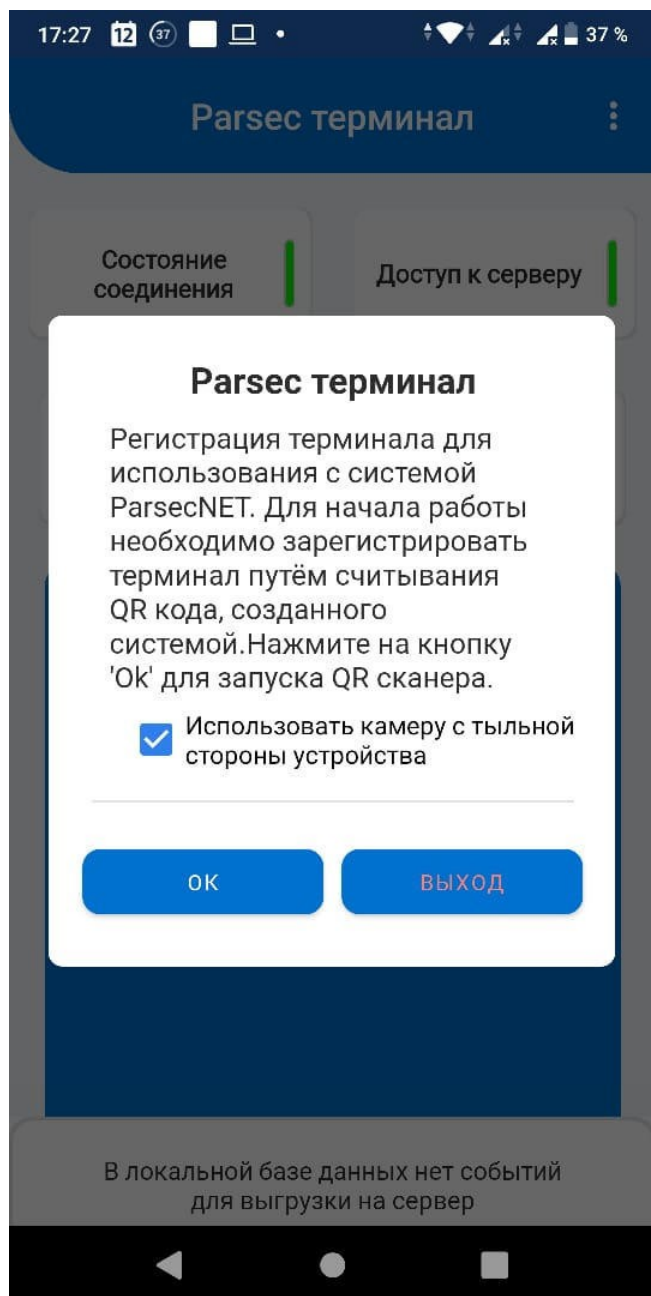 17:27 12 37 37 %
Parsec терминал
Состояние
соединения
Доступ к серверу
Parsec терминал
Регистрация терминала для
использования с системой
ParsecNET. Для начала работы
необходимо зарегистрировать
терминал путём считывания
QR кода, созданного
системой.Нажмите на кнопку
'Ok' для запуска QR сканера.
Использовать камеру с тыльной
стороны устройства
ОК
ВЫХОД
В локальной базе данных нет событий
для выгрузки на сервер